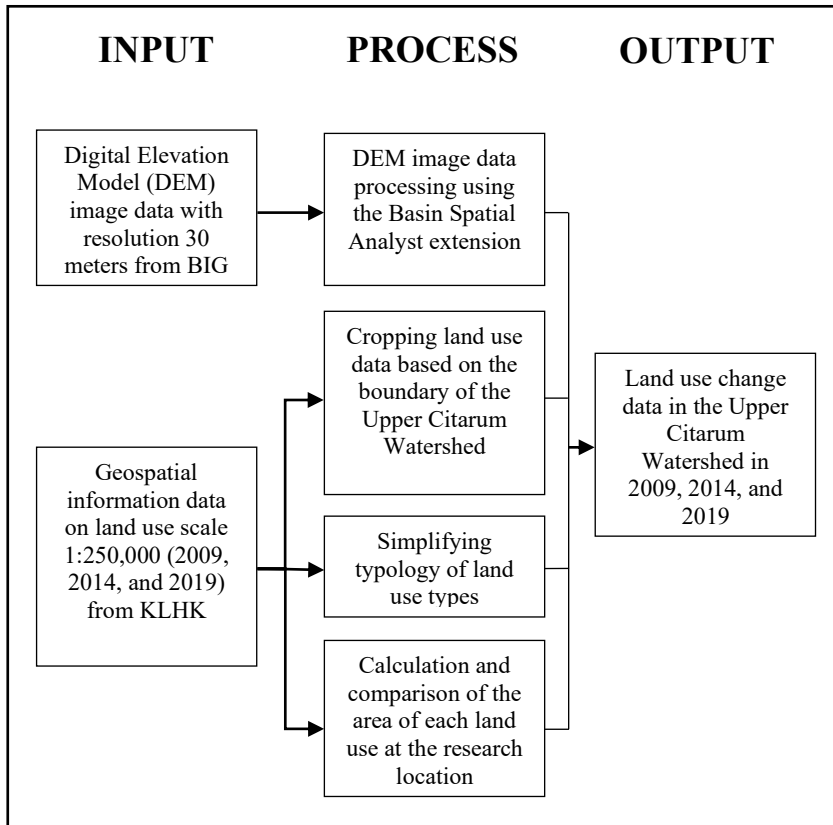 INPUT
PROCESS
OUTPUT
Digital Elevation
Model (DEM)
image data with
resolution 30
meters from BIG
DEM image data
processing using
the Basin Spatial
Analyst extension
Cropping land use
data based on the
boundary of the
Upper Citarum
Watershed
Land use change
data in the Upper
Citarum
Watershed in
2009, 2014, and
2019
Geospatial
information data
on land use scale
1:250,000 (2009,
2014, and 2019)
from KLHK
Simplifying
typology of land
use types
Calculation and
comparison of the
area of each land
use at the research
location